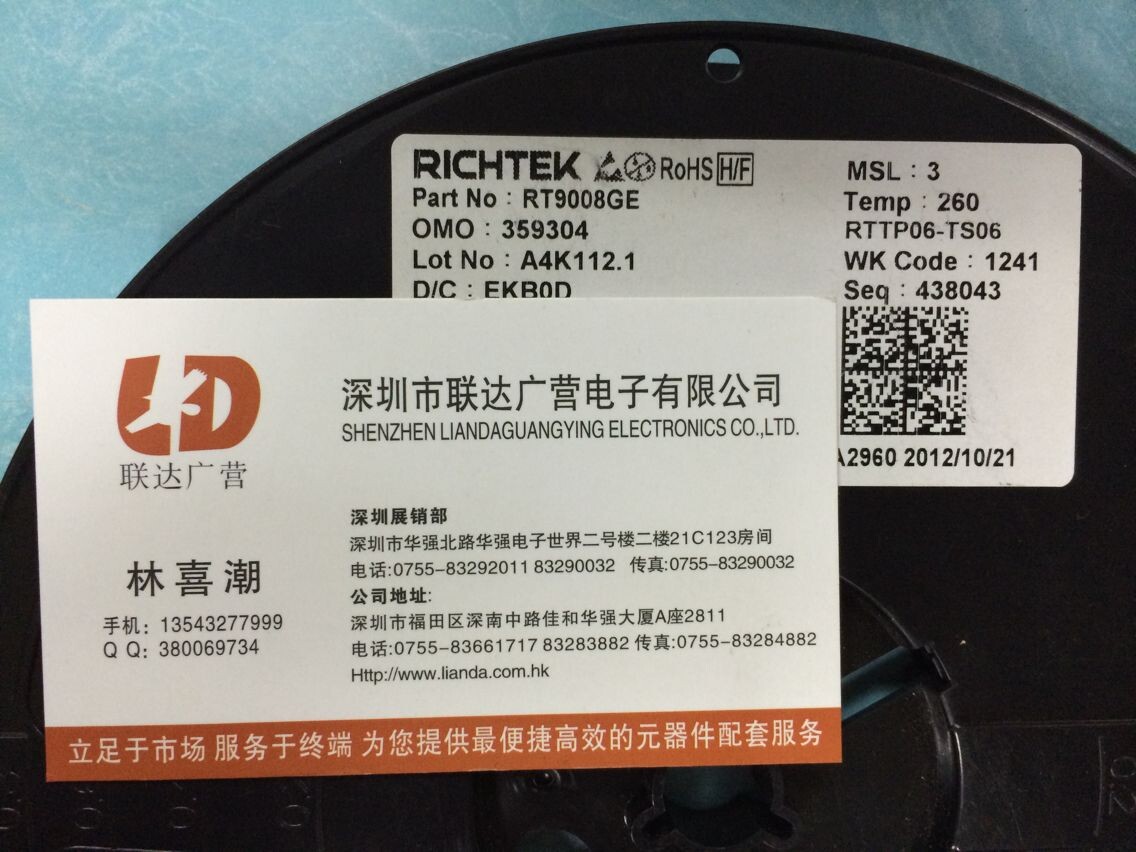 RICHTEK RoHS H/F
Part No : RT9008GE
OMO : 359304
Lot No : A4K112.1
D/C : EKB0D
MSL : 3
Temp : 260
RTTP06-TS06
WK Code : 1241
Seq : 438043
A2960 2012/10/21
LD
联达广营
深圳市联达广营电子有限公司
SHENZHEN LIANDAGUANGYING ELECTRONICS CO.,LTD.
林喜潮
手机: 13543277999
Q Q: 380069734
深圳展销部
深圳市华强北路华强电子世界二号楼二楼21C123房间
电话:0755-83292011 83290032 传真:0755-83290032
公司地址:
深圳市福田区深南中路佳和华强大厦A座2811
电话:0755-83661717 83283882 传真:0755-83284882
Http://www.lianda.com.hk
立足于市场 服务于终端 为您提供最便捷高效的元器件配套服务